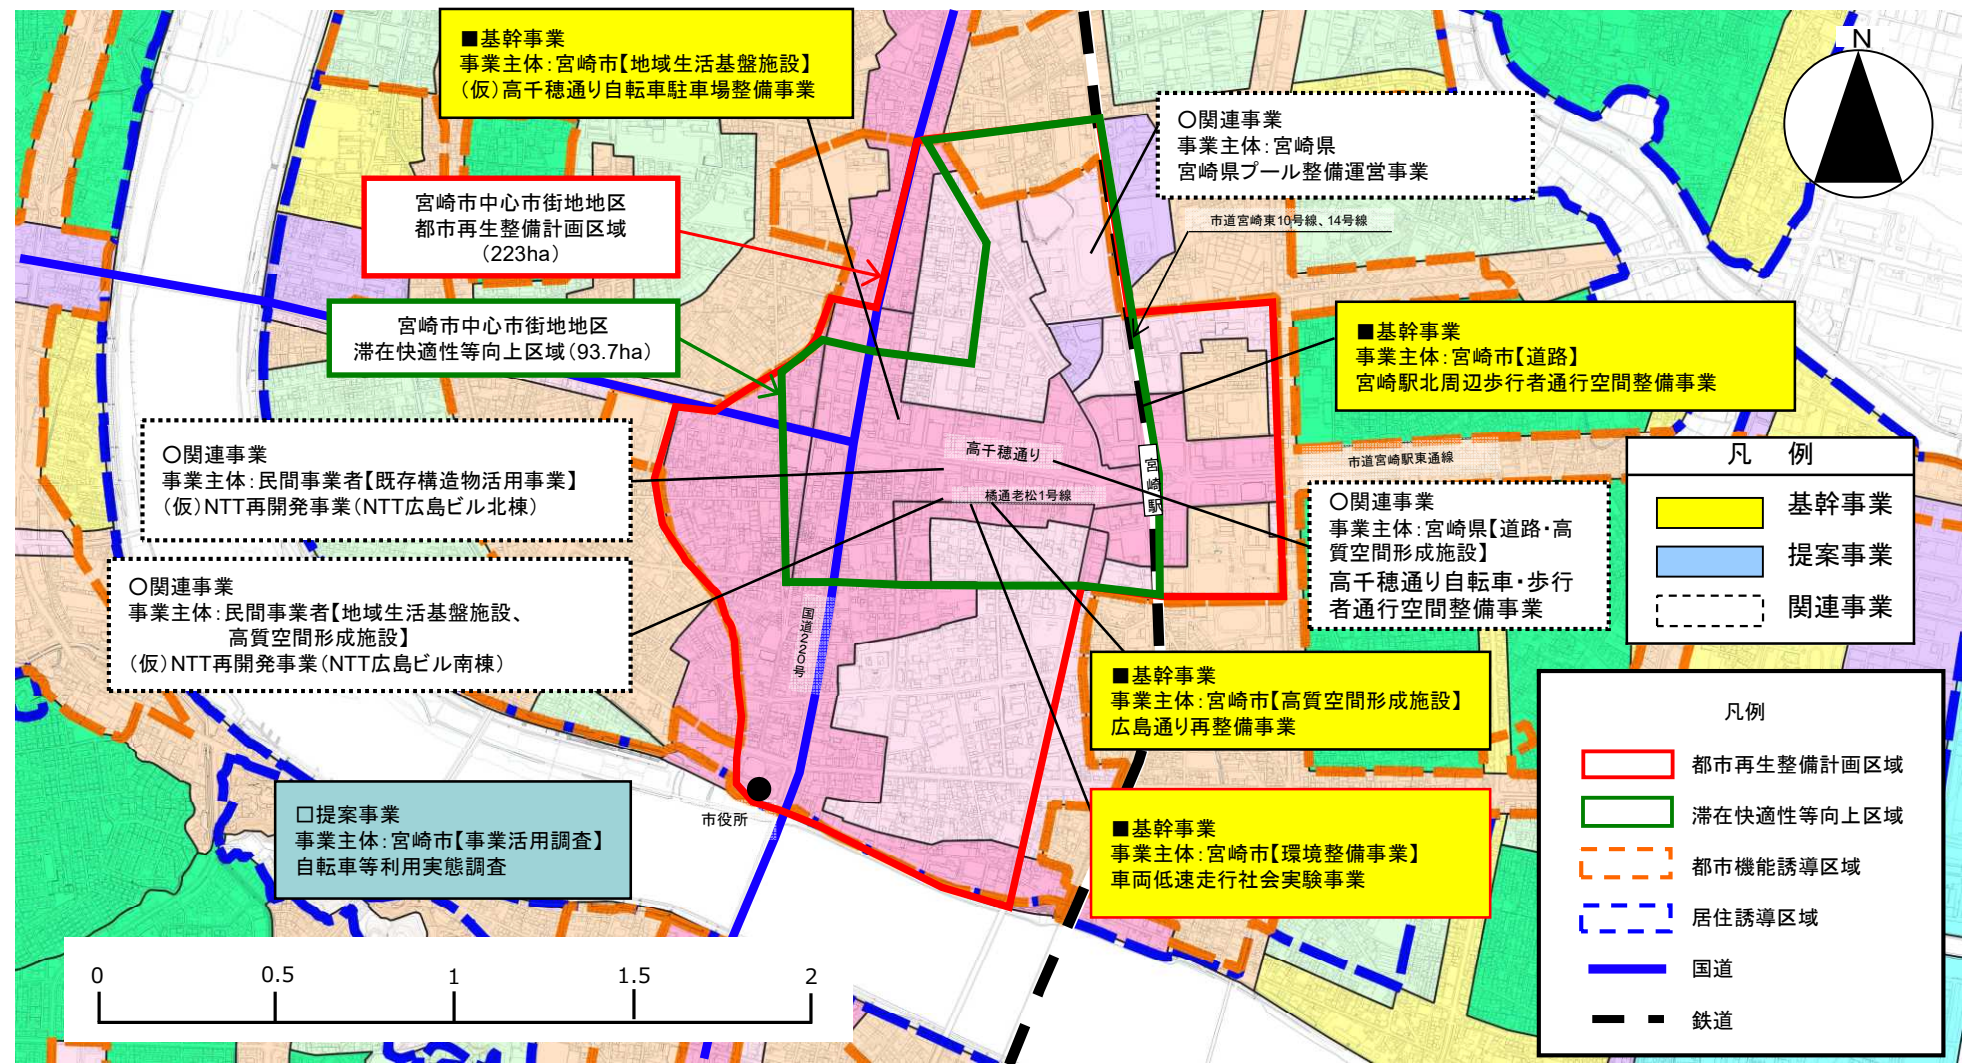 ■基幹事業
事業主体：宮崎市【地域生活基盤施設】
（仮）高千穂通り自転車駐車場整備事業
N
○関連事業
事業主体：宮崎県
宮崎県プール整備運営事業
宮崎市中心市街地地区
都市再生整備計画区域
（223ha）
市道宮崎東10号線、14号線
宮崎市中心市街地地区
滞在快適性等向上区域（93.7ha）
■基幹事業
事業主体：宮崎市【道路】
宮崎駅北周辺歩行者通行空間整備事業
○関連事業
事業主体：民間事業者【既存構造物活用事業】
（仮）NTT再開発事業（NTT広島ビル北棟）
高千穂通り
宮崎駅
市道宮崎駅東通線
橘通老松1号線
凡　例
基幹事業
提案事業
関連事業
○関連事業
事業主体：宮崎県【道路・高
質空間形成施設】
高千穂通り自転車・歩行
者通行空間整備事業
○関連事業
事業主体：民間事業者【地域生活基盤施設、
高質空間形成施設】
（仮）NTT再開発事業（NTT広島ビル南棟）
国道220号
■基幹事業
事業主体：宮崎市【高質空間形成施設】
広島通り再整備事業
■基幹事業
事業主体：宮崎市【環境整備事業】
車両低速走行社会実験事業
市役所
□提案事業
事業主体：宮崎市【事業活用調査】
自転車等利用実態調査
凡例
都市再生整備計画区域
滞在快適性等向上区域
都市機能誘導区域
居住誘導区域
国道
鉄道
0 0.5 1 1.5 2